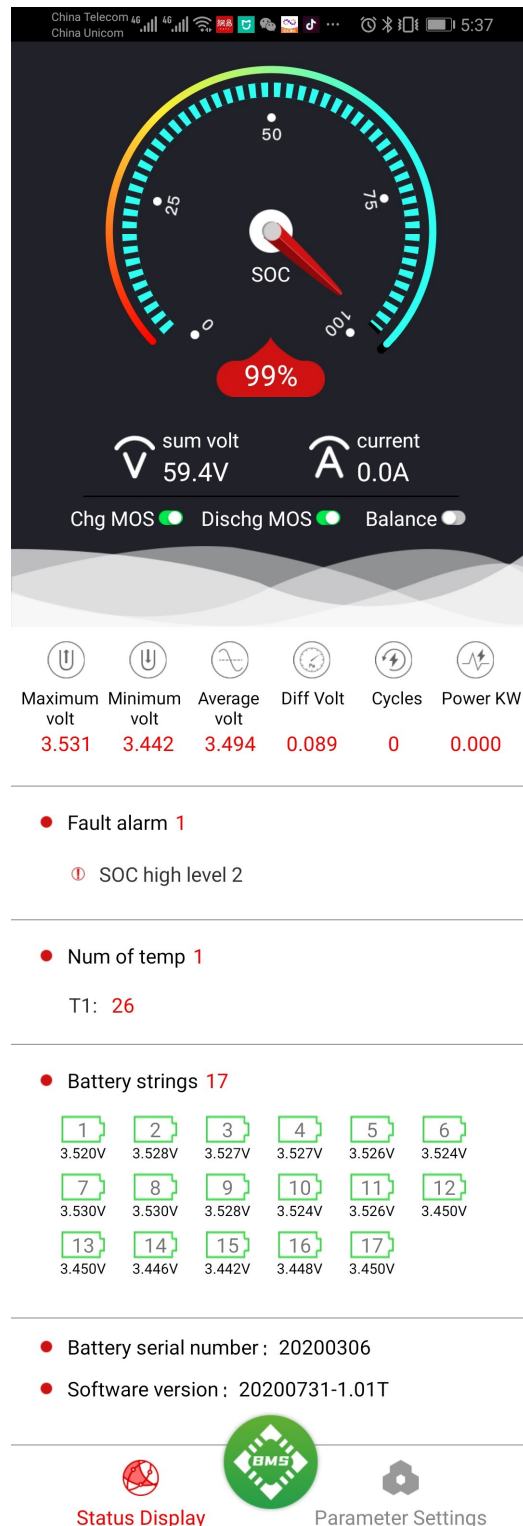 China Telecom 4G 4G 网易 ··· 5:37
China Unicom
50
25
75
SOC
0
100
99%
sum volt current
59.4V 0.0A
Chg MOS Dischg MOS Balance
Maximum volt Minimum volt Average volt Diff Volt Cycles Power KW
3.531 3.442 3.494 0.089 0 0.000
Fault alarm 1
SOC high level 2
Num of temp 1
T1: 26
Battery strings 17
1 2 3 4 5 6
3.520V 3.528V 3.527V 3.527V 3.526V 3.524V
7 8 9 10 11 12
3.530V 3.530V 3.528V 3.524V 3.526V 3.450V
13 14 15 16 17
3.450V 3.446V 3.442V 3.448V 3.450V
Battery serial number: 20200306
Software version: 20200731-1.01T
BMS
Status Display Parameter Settings